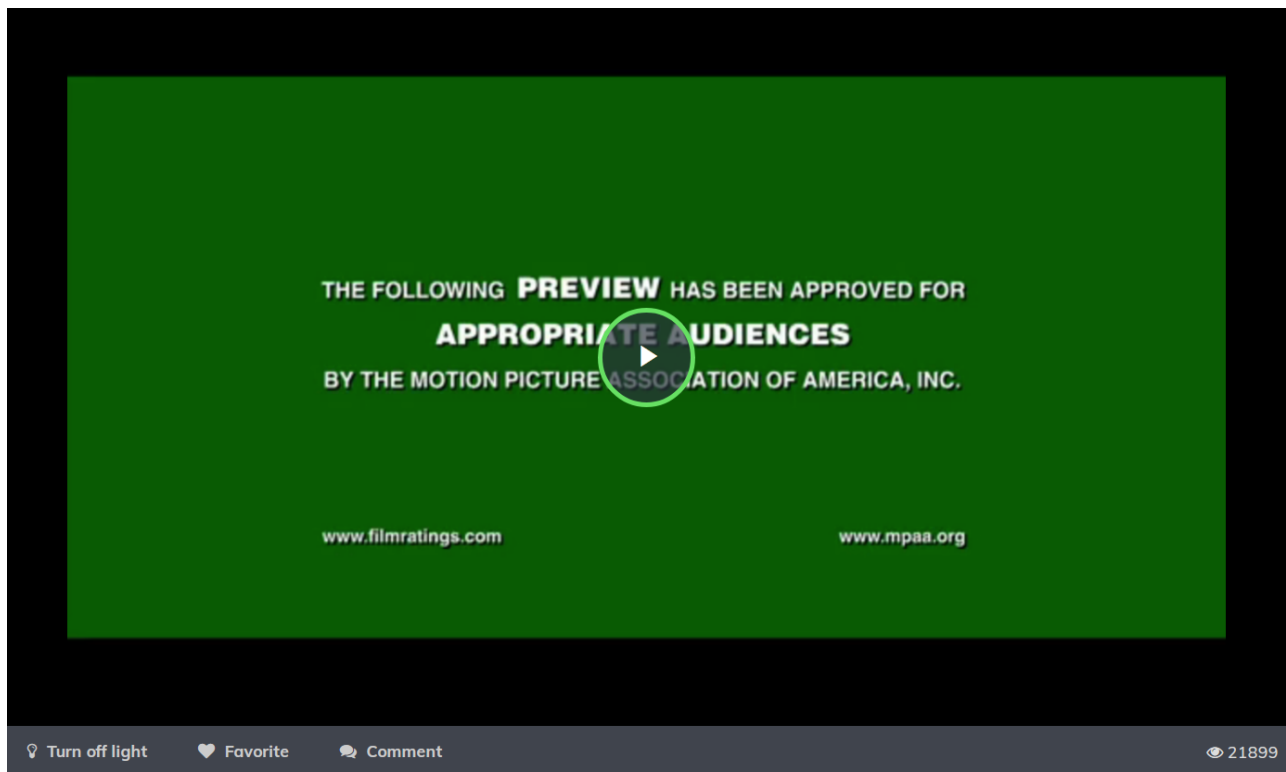 THE FOLLOWING PREVIEW HAS BEEN APPROVED FOR
APPROPRIATE AUDIENCES
BY THE MOTION PICTURE ASSOCIATION OF AMERICA, INC.
www.filmratings.com www.mpaa.org
Turn off light Favorite Comment 21899